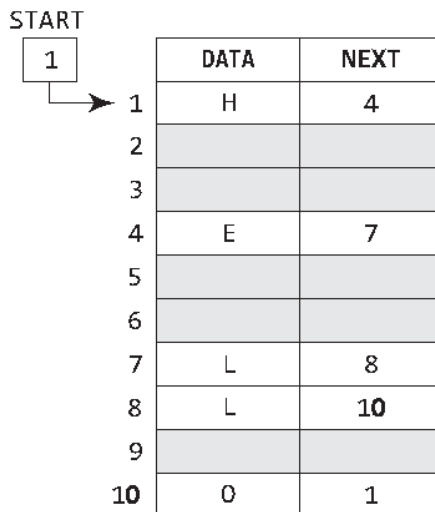 START
1
DATA NEXT
1 H 4
2
3
4 E 7
5
6
7 L 8
8 L 10
9
10 O 1